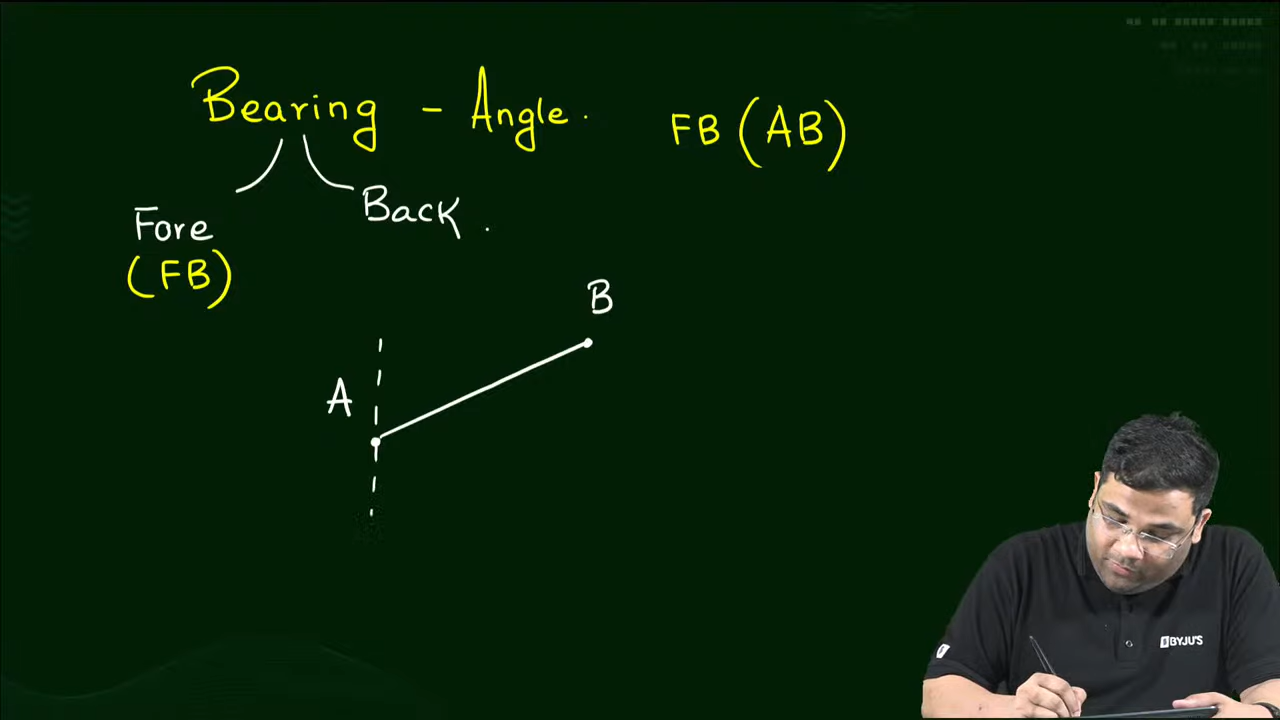 Bearing - Angle.
FB (AB)
Fore
Back.
(FB)
B
A
BYJU'S